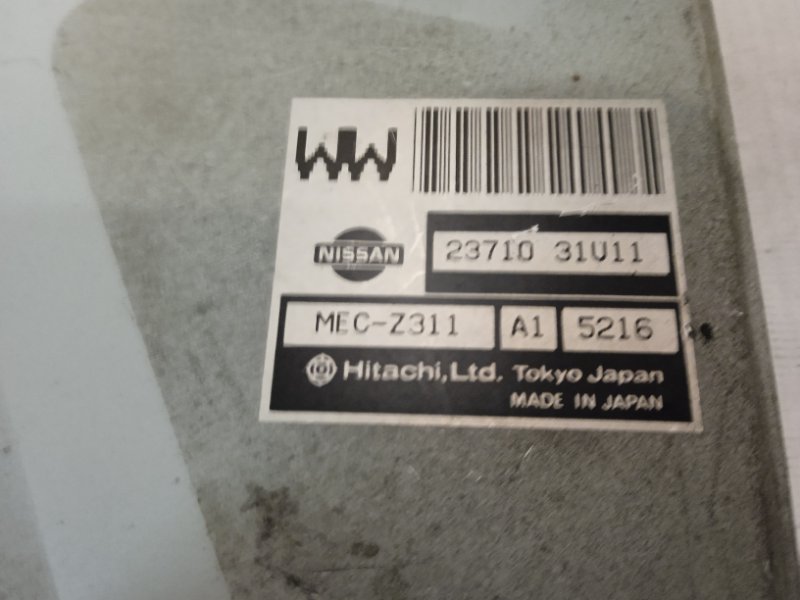 WW
NISSAN
23710 31U11
MEC-Z311 A1 5216
Hitachi, Ltd. Tokyo Japan
MADE IN JAPAN